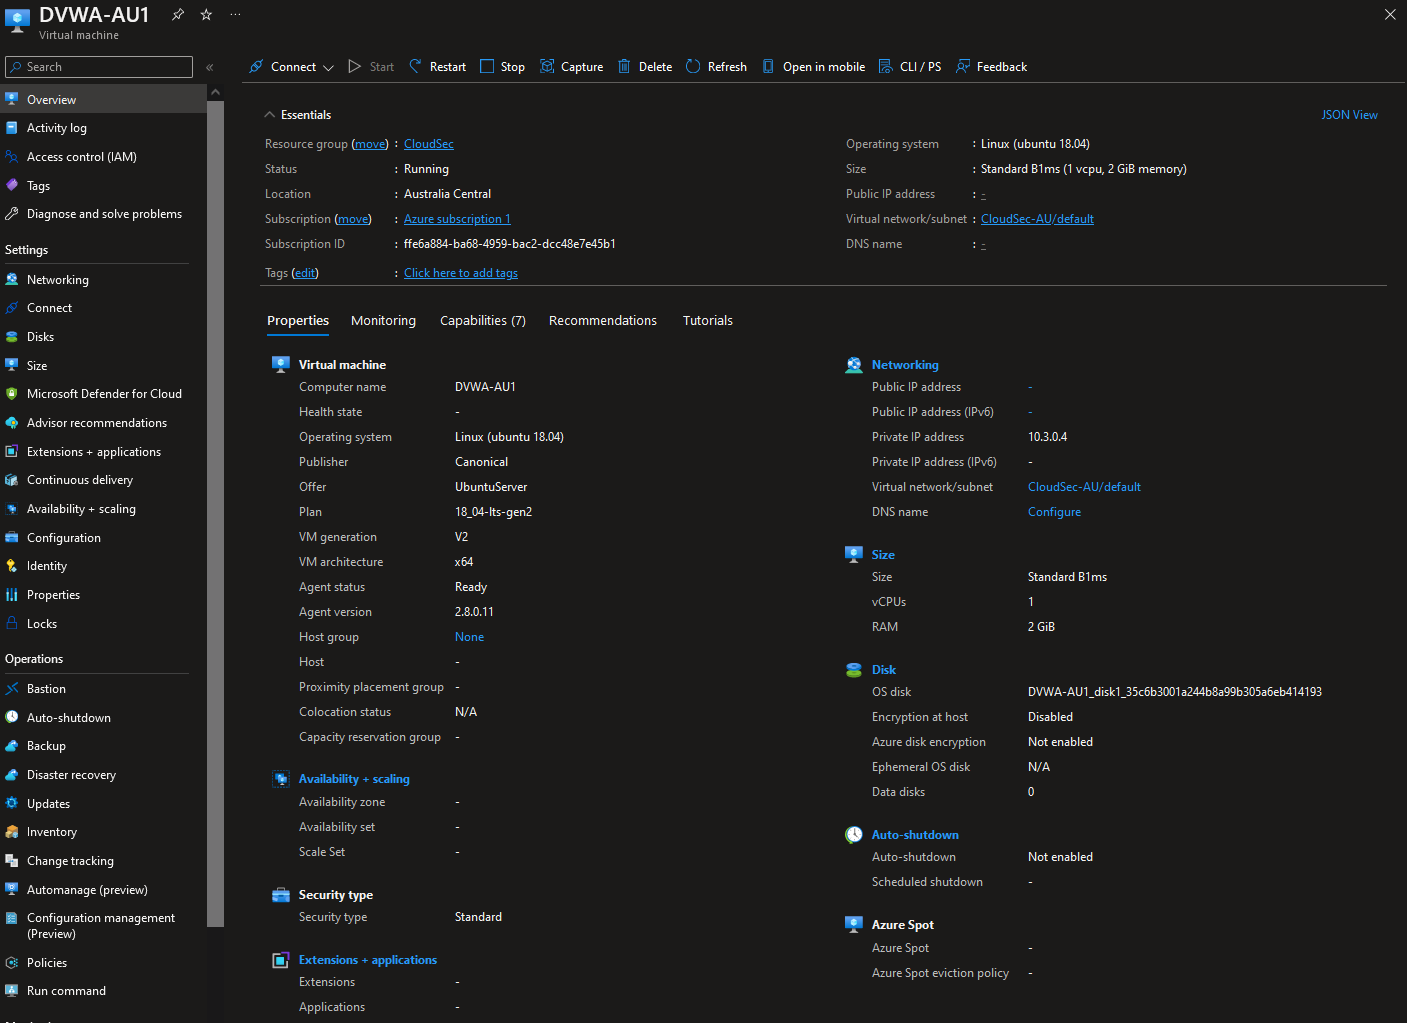 DVWA-AU1
Virtual machine
Search
Overview
Activity log
Access control (IAM)
Tags
Diagnose and solve problems
Settings
Networking
Connect
Disks
Size
Microsoft Defender for Cloud
Advisor recommendations
Extensions + applications
Continuous delivery
Availability + scaling
Configuration
Identity
Properties
Locks
Operations
Bastion
Auto-shutdown
Backup
Disaster recovery
Updates
Inventory
Change tracking
Automanage (preview)
Configuration management
(Preview)
Policies
Run command
Connect Start Restart Stop Capture Delete Refresh Open in mobile CLI / PS Feedback
Essentials
JSON View
Resource group (move) : CloudSec
Status : Running
Location : Australia Central
Subscription (move) : Azure subscription 1
Subscription ID : ffe6a884-ba68-4959-bac2-dcc48e7e45b1
Tags (edit) : Click here to add tags
Operating system : Linux (ubuntu 18.04)
Size : Standard B1ms (1 vcpu, 2 GiB memory)
Public IP address : -
Virtual network/subnet : CloudSec-AU/default
DNS name : -
Properties Monitoring Capabilities (7) Recommendations Tutorials
Virtual machine
Computer name DVWA-AU1
Health state -
Operating system Linux (ubuntu 18.04)
Publisher Canonical
Offer UbuntuServer
Plan 18_04-lts-gen2
VM generation V2
VM architecture x64
Agent status Ready
Agent version 2.8.0.11
Host group None
Host -
Proximity placement group -
Colocation status N/A
Capacity reservation group -
Availability + scaling
Availability zone -
Availability set -
Scale Set -
Security type
Security type Standard
Extensions + applications
Extensions -
Applications -
Networking
Public IP address -
Public IP address (IPv6) -
Private IP address 10.3.0.4
Private IP address (IPv6) -
Virtual network/subnet CloudSec-AU/default
DNS name Configure
Size
Size Standard B1ms
vCPUs 1
RAM 2 GiB
Disk
OS disk DVWA-AU1_disk1_35c6b3001a244b8a99b305a6eb414193
Encryption at host Disabled
Azure disk encryption Not enabled
Ephemeral OS disk N/A
Data disks 0
Auto-shutdown
Auto-shutdown Not enabled
Scheduled shutdown -
Azure Spot
Azure Spot -
Azure Spot eviction policy -